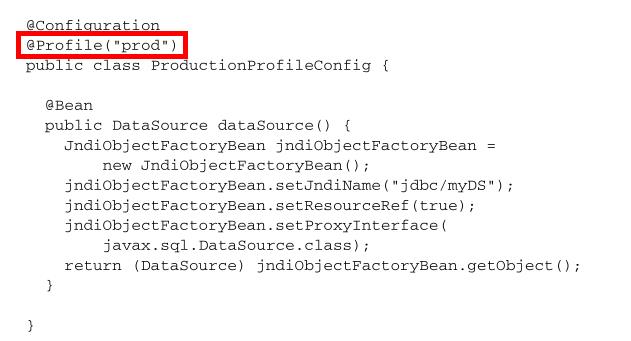 @Configuration
@Profile("prod")
public class ProductionProfileConfig {
@Bean
public DataSource dataSource() {
JndiObjectFactoryBean jndiObjectFactoryBean =
new JndiObjectFactoryBean();
jndiObjectFactoryBean.setJndiName("jdbc/myDS");
jndiObjectFactoryBean.setResourceRef(true);
jndiObjectFactoryBean.setProxyInterface(
javax.sql.DataSource.class);
return (DataSource) jndiObjectFactoryBean.getObject();
}
}